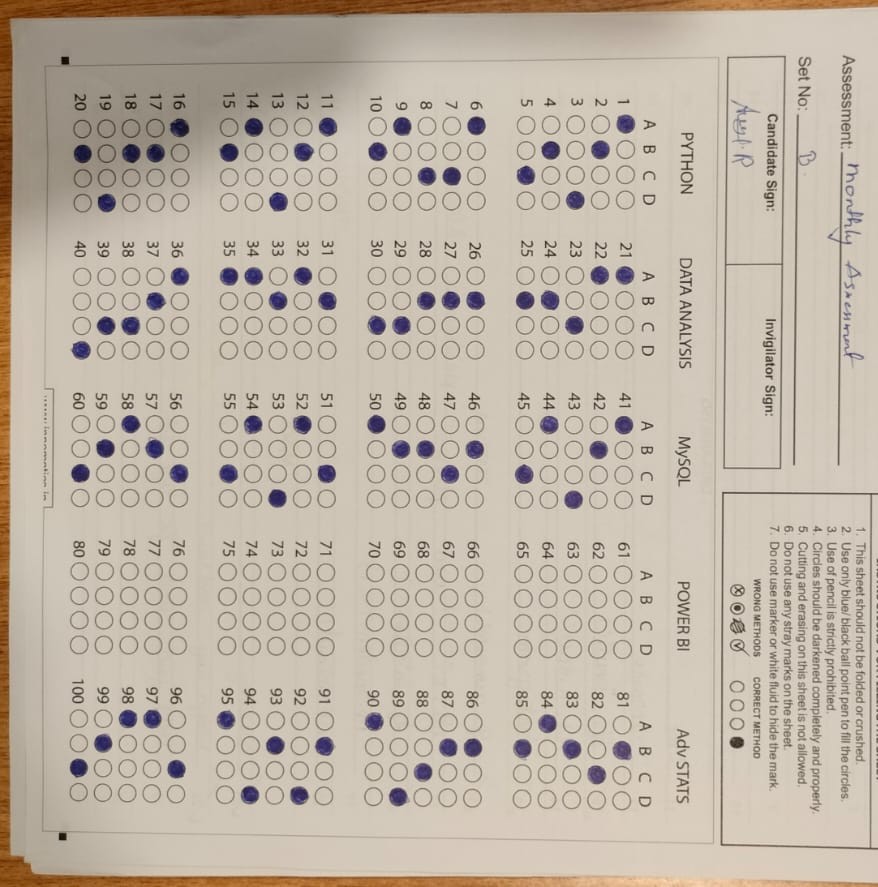 Assessment: Monthly Assessment
Set No: B.
Candidate Sign:
Invigilator Sign:
1. This sheet should not be folded or crushed.
2. Use only blue/ black ball point pen to fill the circles.
3. Use of pencil is strictly prohibited.
4. Circles should be darkened completely and properly.
5. Cutting and erasing on this sheet is not allowed.
6. Do not use any stray marks on the sheet.
7. Do not use marker or white fluid to hide the mark.
WRONG METHODS CORRECT METHOD
PYTHON DATA ANALYSIS MySQL POWER BI Adv STATS
A B C D A B C D A B C D A B C D A B C D
1 21 41 61 81
2 22 42 62 82
3 23 43 63 83
4 24 44 64 84
5 25 45 65 85
6 26 46 66 86
7 27 47 67 87
8 28 48 68 88
9 29 49 69 89
10 30 50 70 90
11 31 51 71 91
12 32 52 72 92
13 33 53 73 93
14 34 54 74 94
15 35 55 75 95
16 36 56 76 96
17 37 57 77 97
18 38 58 78 98
19 39 59 79 99
20 40 60 80 100